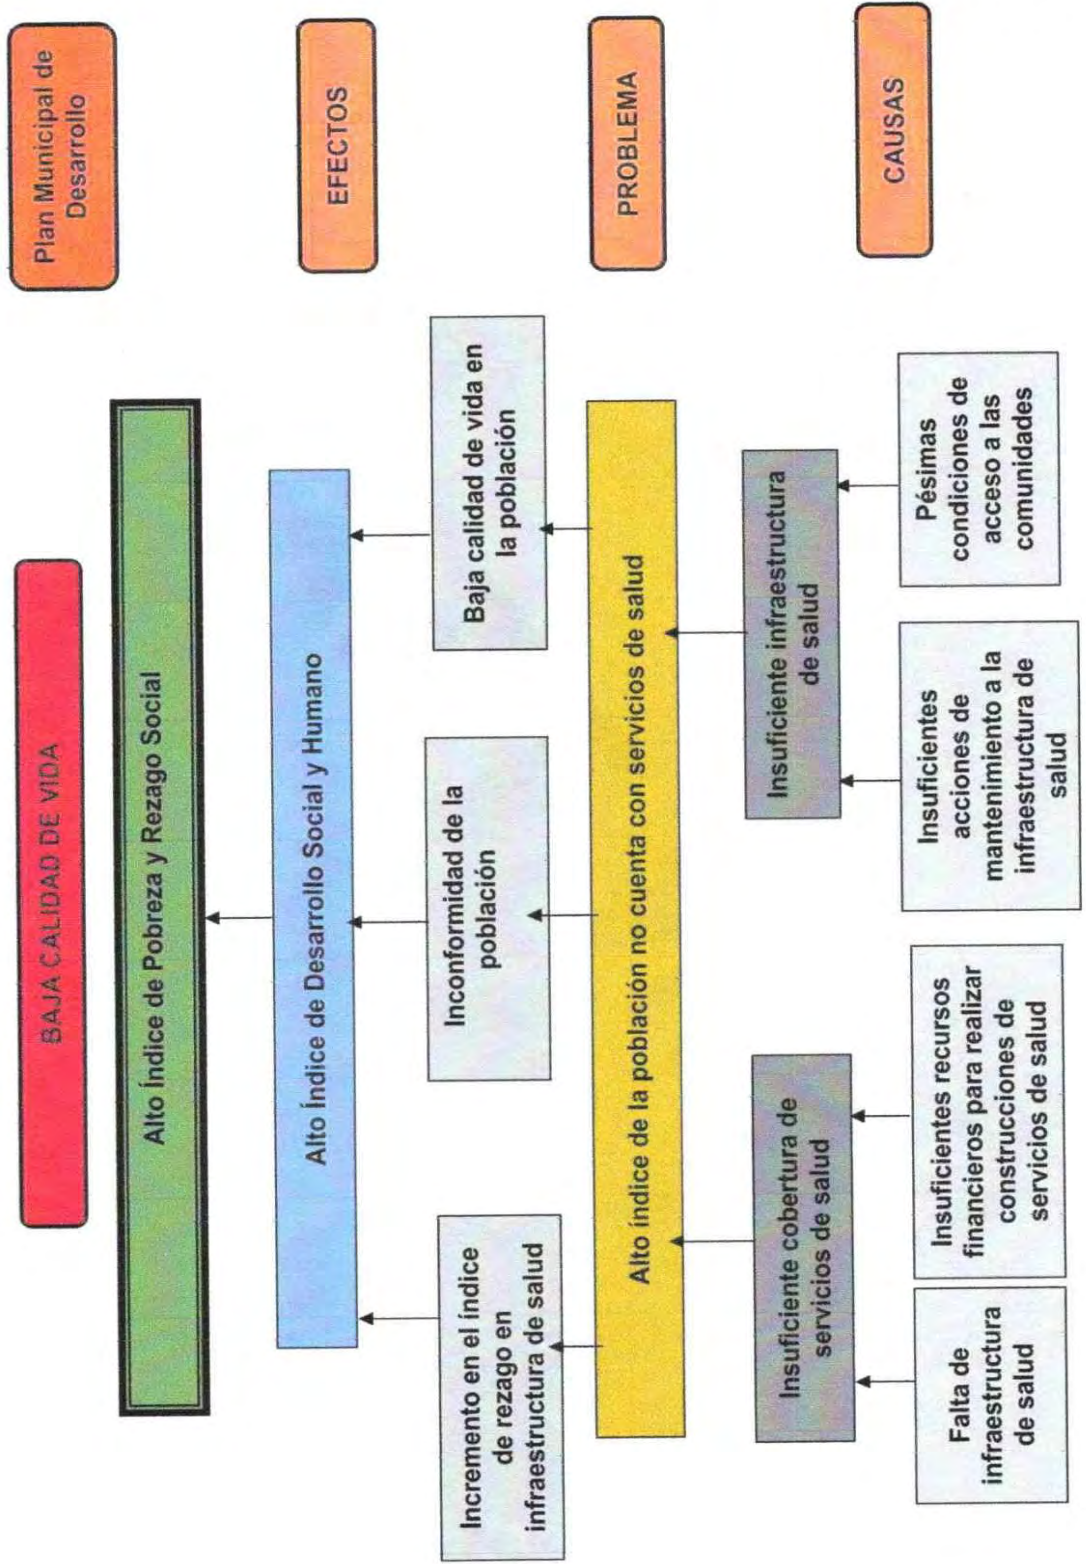 BAJA CALIDAD DE VIDA
Plan Municipal de
Desarrollo
Alto Índice de Pobreza y Rezago Social
Alto Índice de Desarrollo Social y Humano
EFECTOS
Incremento en el índice
de rezago en
infraestructura de salud
Inconformidad de la
población
Baja calidad de vida en
la población
Alto índice de la población no cuenta con servicios de salud
PROBLEMA
Insuficiente cobertura de
servicios de salud
Insuficiente infraestructura
de salud
CAUSAS
Falta de
infraestructura
de salud
Insuficientes recursos
financieros para realizar
construcciones de
servicios de salud
Insuficientes
acciones de
mantenimiento a la
infraestructura de
salud
Pésimas
condiciones de
acceso a las
comunidades